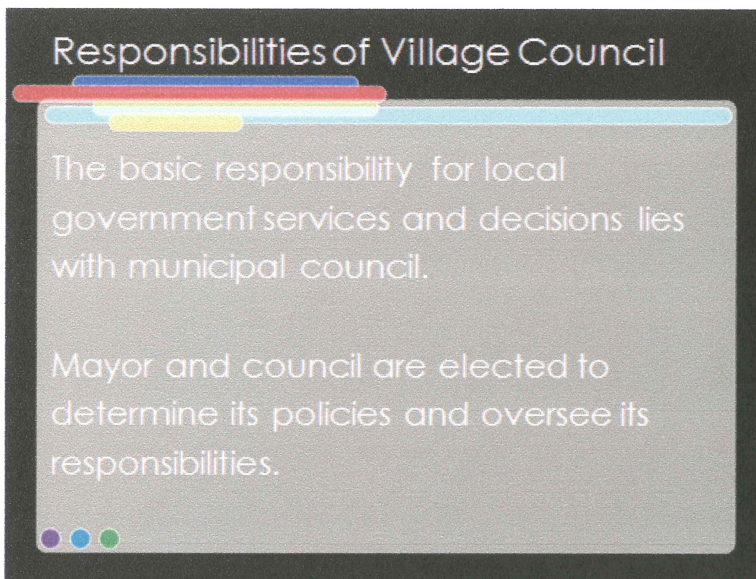 Responsibilities of Village Council
The basic responsibility for local
government services and decisions lies
with municipal council.
Mayor and council are elected to
determine its policies and oversee its
responsibilities.